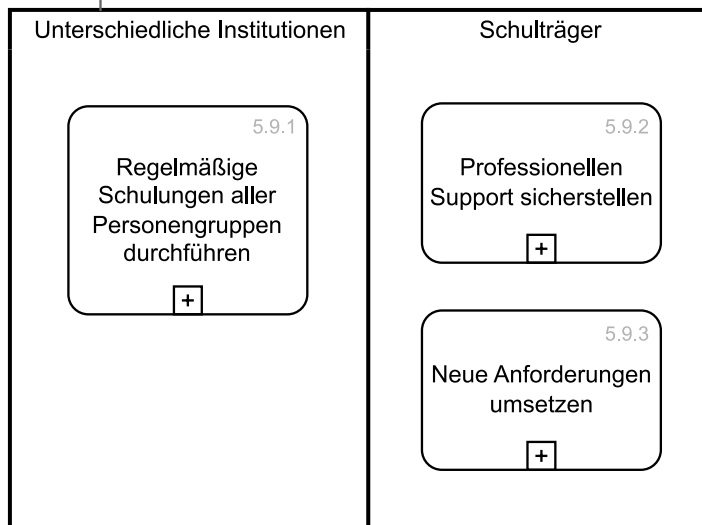 Unterschiedliche Institutionen
Schulträger
5.9.1
Regelmäßige
Schulungen aller
Personengruppen
durchführen
+
5.9.2
Professionellen
Support sicherstellen
+
5.9.3
Neue Anforderungen
umsetzen
+